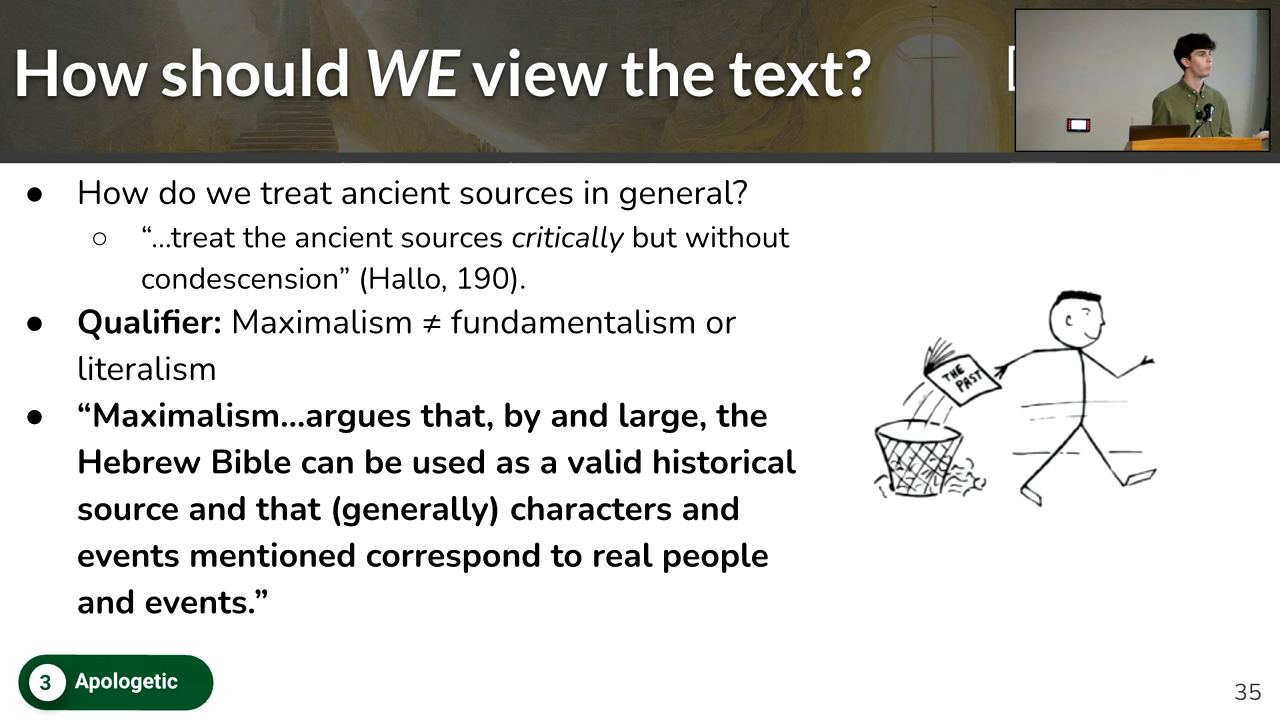 How should WE view the text?
● How do we treat ancient sources in general?
○ “...treat the ancient sources critically but without
condescension” (Hallo, 190).
● Qualifier: Maximalism ≠ fundamentalism or
literalism
● “Maximalism...argues that, by and large, the
Hebrew Bible can be used as a valid historical
source and that (generally) characters and
events mentioned correspond to real people
and events.”
THE
PAST
3 Apologetic
35